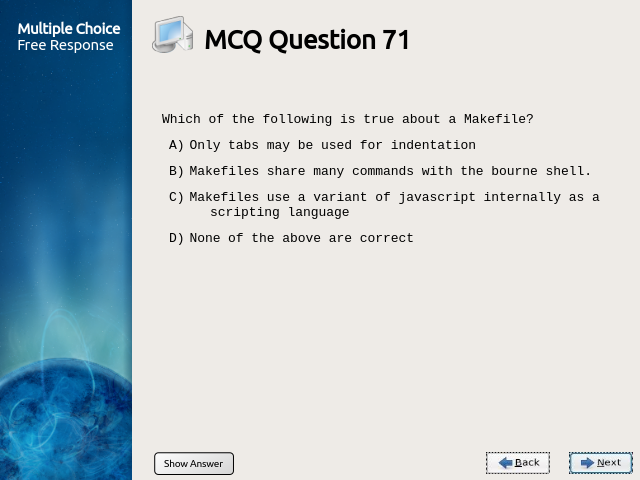 Multiple Choice
Free Response
MCQ Question 71
Which of the following is true about a Makefile?
A) Only tabs may be used for indentation
B) Makefiles share many commands with the bourne shell.
C) Makefiles use a variant of javascript internally as a
scripting language
D) None of the above are correct
Show Answer
Back
Next